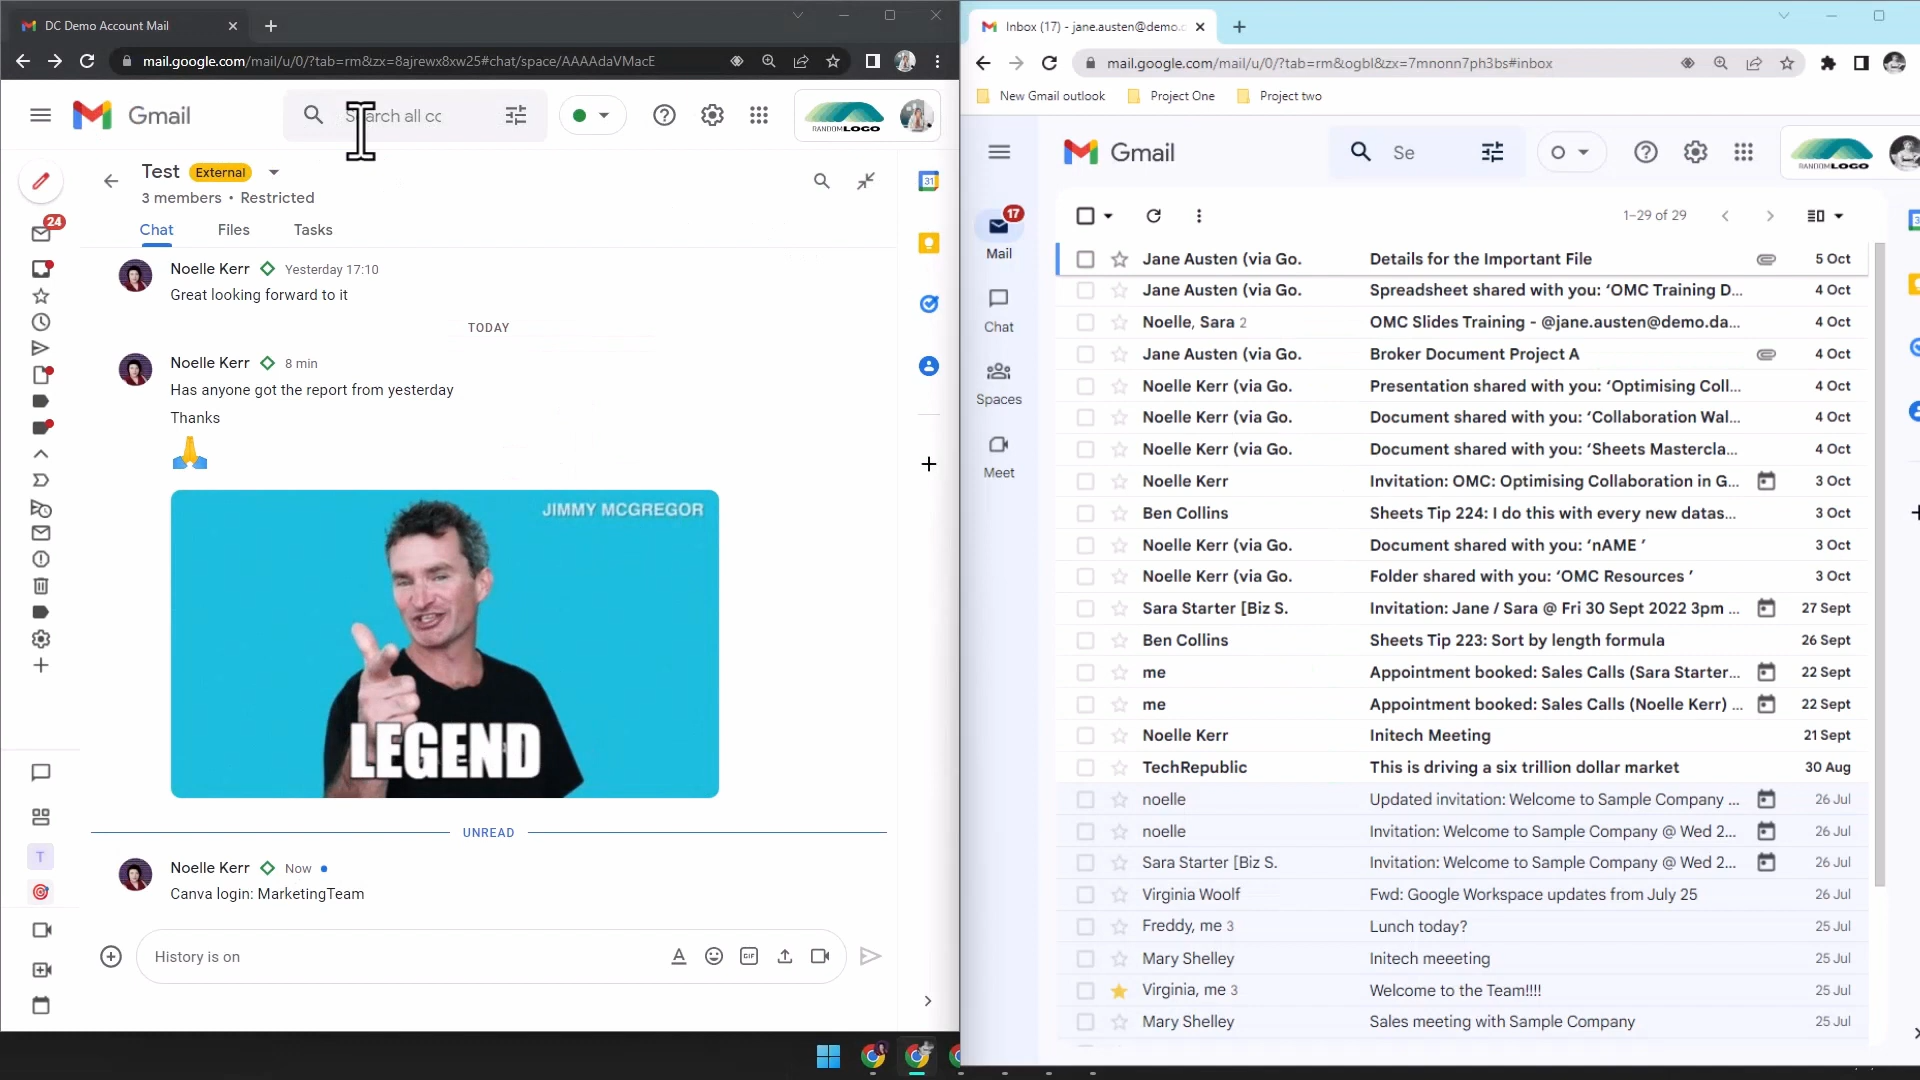 DC Demo Account Mail
mail.google.com/mail/u/0/?tab=rm&zx=8ajrewx8xw25#chat/space/AAAAdaVMacE
Gmail
Search all cc
RANDOMLOGO
Test External
3 members • Restricted
Chat Files Tasks
24
31
Noelle Kerr Yesterday 17:10
Great looking forward to it
TODAY
Noelle Kerr 8 min
Has anyone got the report from yesterday
Thanks
JIMMY MCGREGOR
LEGEND
UNREAD
T
Noelle Kerr Now
Canva login: MarketingTeam
History is on
GIF
Inbox (17) - jane.austen@demo.c
mail.google.com/mail/u/0/?tab=rm&ogbl&zx=7mnonn7ph3bs#inbox
New Gmail outlook Project One Project two
Gmail
Se
RANDOMLOGO
17
Mail
Chat
Spaces
Meet
1–29 of 29
Jane Austen (via Go. Details for the Important File 5 Oct
Jane Austen (via Go. Spreadsheet shared with you: ‘OMC Training D... 4 Oct
Noelle, Sara 2 OMC Slides Training - @jane.austen@demo.da... 4 Oct
Jane Austen (via Go. Broker Document Project A 4 Oct
Noelle Kerr (via Go. Presentation shared with you: ‘Optimising Coll... 4 Oct
Noelle Kerr (via Go. Document shared with you: ‘Collaboration Wal... 4 Oct
Noelle Kerr (via Go. Document shared with you: ‘Sheets Mastercla... 4 Oct
Noelle Kerr Invitation: OMC: Optimising Collaboration in G... 3 Oct
Ben Collins Sheets Tip 224: I do this with every new datas... 3 Oct
Noelle Kerr (via Go. Document shared with you: ‘nAME ’ 3 Oct
Noelle Kerr (via Go. Folder shared with you: ‘OMC Resources ’ 3 Oct
Sara Starter [Biz S. Invitation: Jane / Sara @ Fri 30 Sept 2022 3pm ... 27 Sept
Ben Collins Sheets Tip 223: Sort by length formula 26 Sept
me Appointment booked: Sales Calls (Sara Starter... 22 Sept
me Appointment booked: Sales Calls (Noelle Kerr) ... 22 Sept
Noelle Kerr Initech Meeting 21 Sept
TechRepublic This is driving a six trillion dollar market 30 Aug
noelle Updated invitation: Welcome to Sample Company ... 26 Jul
noelle Invitation: Welcome to Sample Company @ Wed 2... 26 Jul
Sara Starter [Biz S. Invitation: Welcome to Sample Company @ Wed 2... 26 Jul
Virginia Woolf Fwd: Google Workspace updates from July 25 26 Jul
Freddy, me 3 Lunch today? 25 Jul
Mary Shelley Initech meeeting 25 Jul
Virginia, me 3 Welcome to the Team!!!! 25 Jul
Mary Shelley Sales meeting with Sample Company 25 Jul